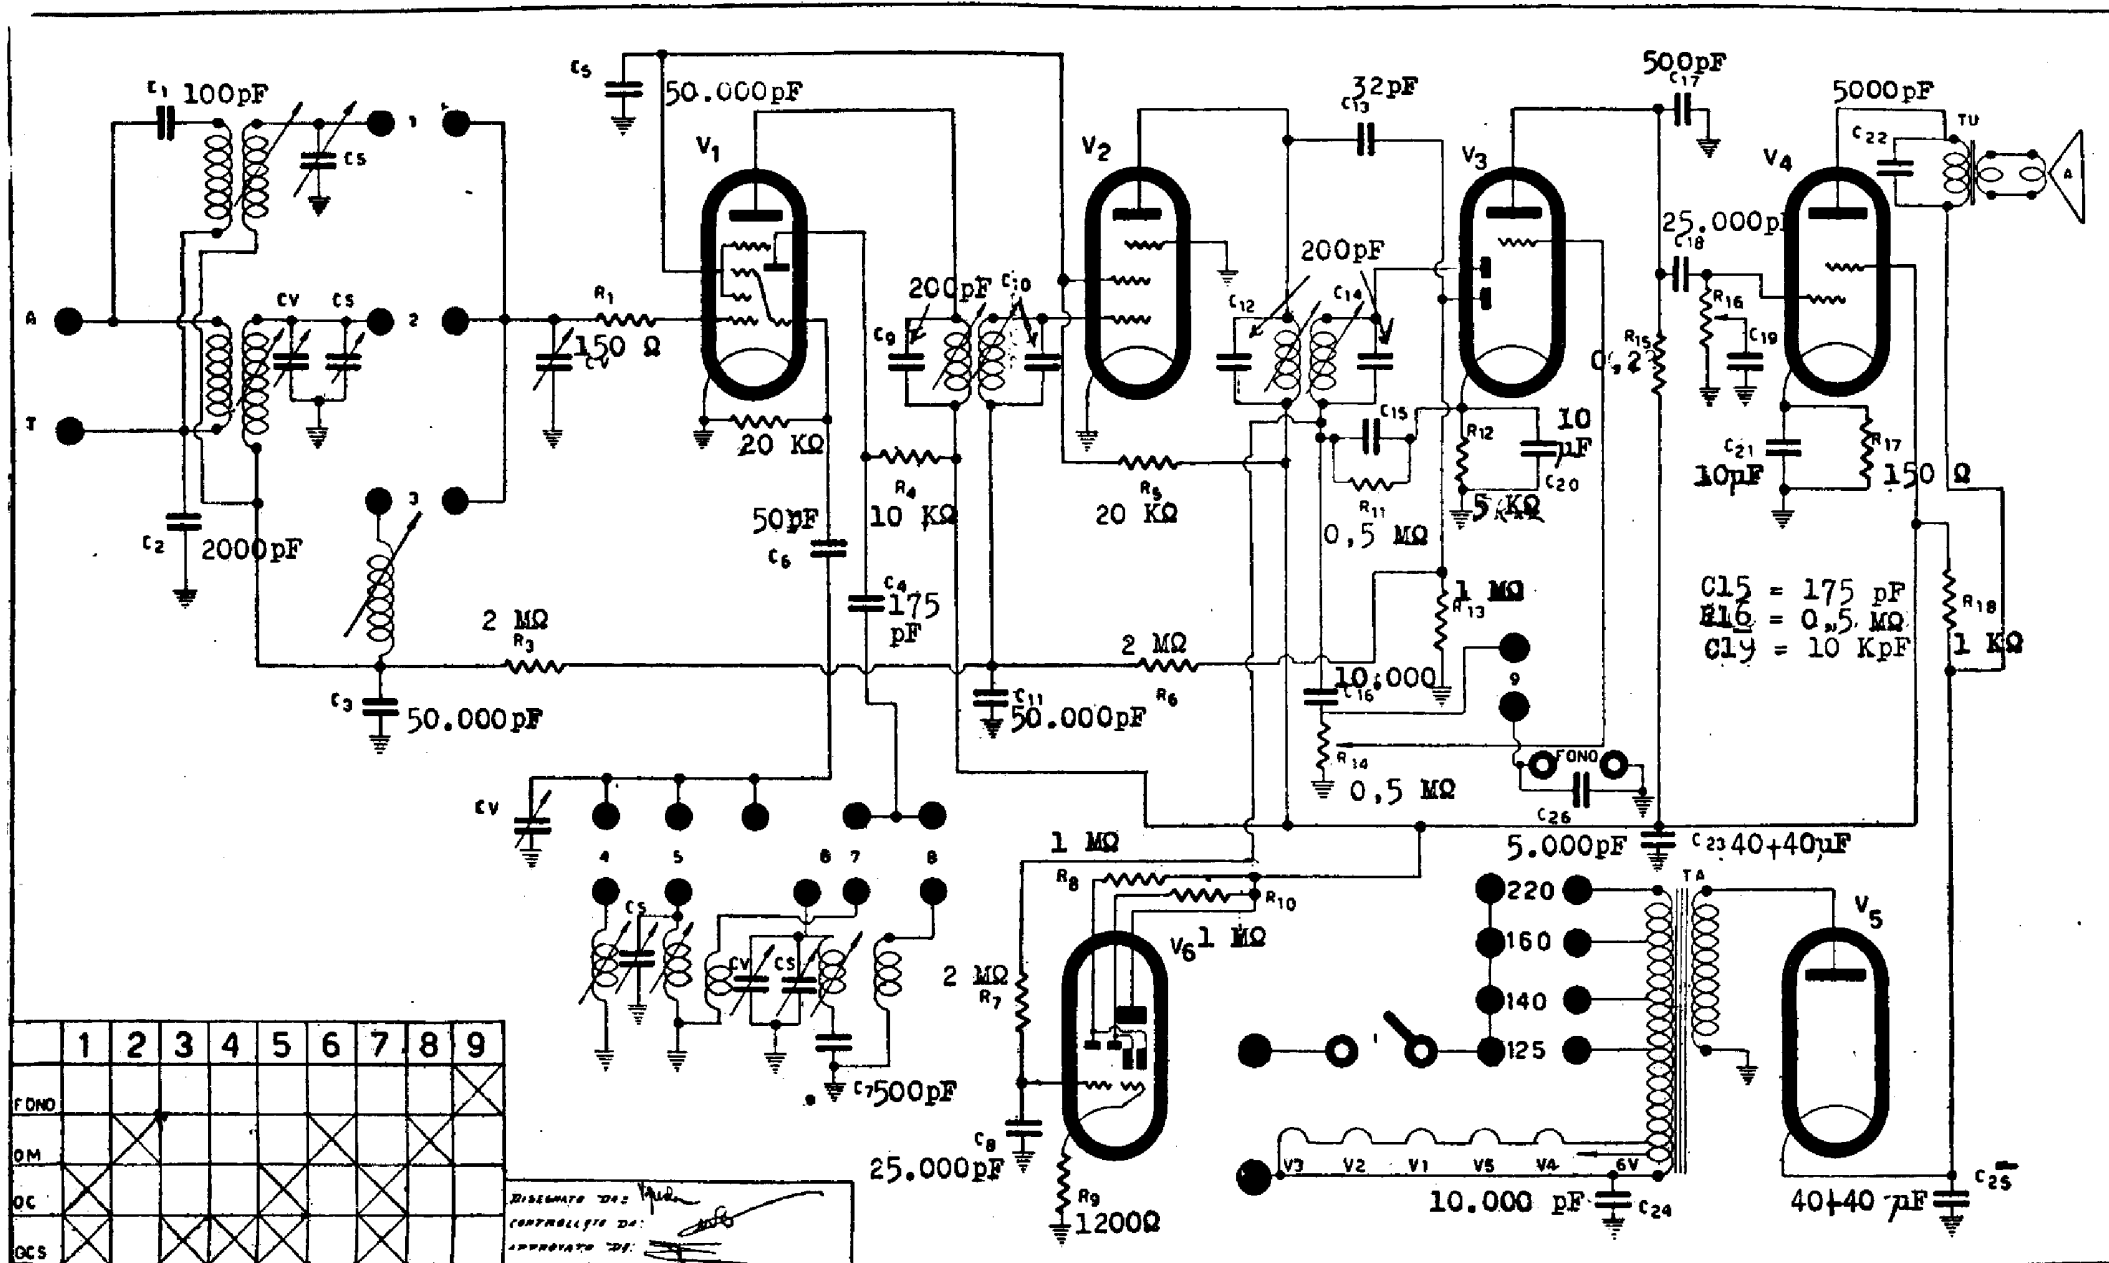 C1 100pF
CS
1
C5
50.000pF
V1
V2
32pF
C13
V3
500pF
C17
5000pF
C22
TU
V4
A
A
CV CS
2
R1
150 Ω
CV
200pF
C10
C9
200pF
C12
C14
25.000p
C18
R16
C19
R15
T
20 KΩ
R4
10 KΩ
R5
20 KΩ
C15
R11
0,5 MΩ
R12
10
µF
C20
5 KΩ
C21
10µF
R17
150 Ω
3
C2
2000pF
50pF
C6
C4
175
pF
C15 = 175 pF
R16 = 0,5 MΩ
C19 = 10 KpF
R18
1 KΩ
2 MΩ
R3
2 MΩ
R6
1 MΩ
R13
C3
50.000pF
C11
50.000pF
10.000
C16
9
R14
0,5 MΩ
FONO
C26
5.000pF
C23 40+40µF
CV
4 5 6 7 8
1 MΩ
R8
R10
1 MΩ
V6
TA
220
160
140
125
V5
CS
CV CS
2 MΩ
R7
C7 500pF
C8
25.000pF
R9
1200Ω
V3 V2 V1 V5 V4 6V
10.000 pF
C24
40+40 µF
C25
1 2 3 4 5 6 7 8 9
FONO
OM
OC
OCS
DISEGNATO DA:
CONTROLLATO DA:
APPROVATO DA: